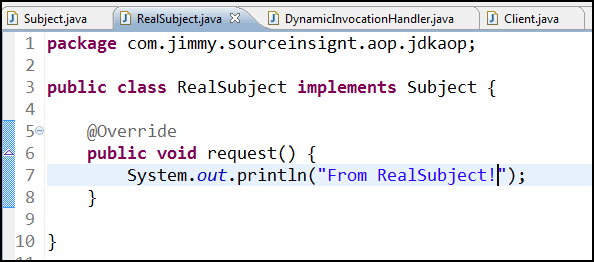 Subject.java RealSubject.java DynamicInvocationHandler.java Client.java
1 package com.jimmy.sourceinsignt.aop.jdkaop;
2
3 public class RealSubject implements Subject {
4
5 @Override
6 public void request() {
7 System.out.println("From RealSubject!");
8 }
9
10 }